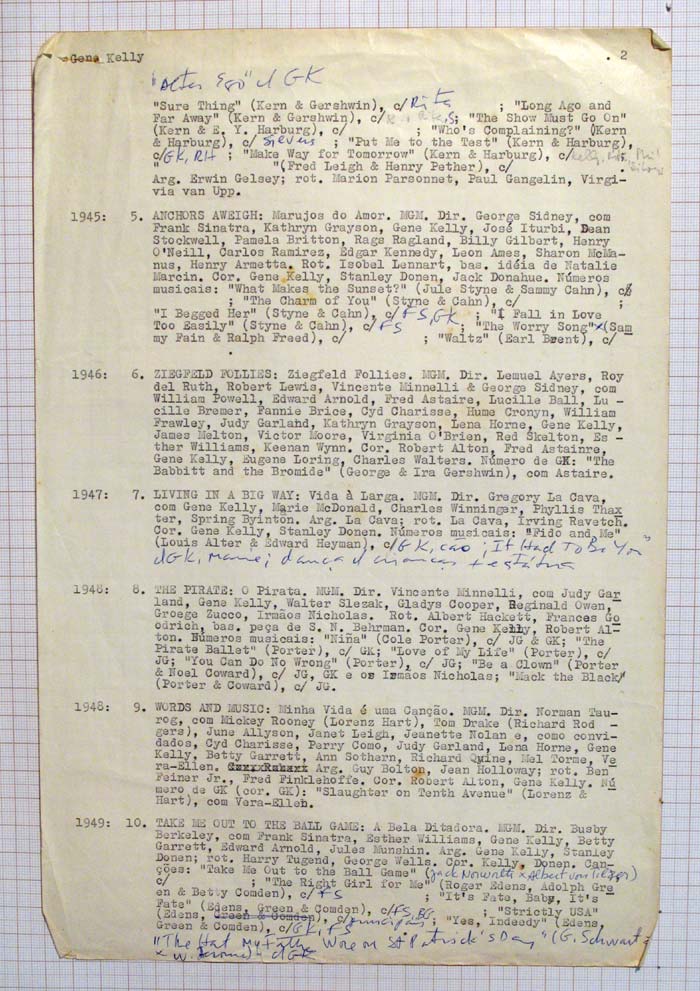 Gene Kelly 2
"Alter Ego" c/ GK
"Sure Thing" (Kern & Gershwin), c/ Rita ; "Long Ago and
Far Away" (Kern & Gershwin), c/ ; "The Show Must Go On"
(Kern & E. Y. Harburg), c/ ; "Who's Complaining?" (Kern
& Harburg), c/ Silvers ; "Put Me to the Test" (Kern & Harburg),
c/ GK, RH ; "Make Way for Tomorrow" (Kern & Harburg), c/
" "(Fred Leigh & Henry Pether), c/
Arg. Erwin Gelsey; rot. Marion Parsonnet, Paul Gangelin, Virgi-
via van Upp.
1945: 5. ANCHORS AWEIGH: Marujos do Amor. MGM. Dir. George Sidney, com
Frank Sinatra, Kathryn Grayson, Gene Kelly, José Iturbi, Dean
Stockwell, Pamela Britton, Rags Ragland, Billy Gilbert, Henry
O'Neill, Carlos Ramirez, Edgar Kennedy, Leon Ames, Sharon McMa-
nus, Henry Armetta. Rot. Isobel Lennart, bas. idéia de Natalie
Marcin. Cor. Gene Kelly, Stanley Donen, Jack Donahue. Números
musicais: "What Makes the Sunset?" (Jule Styne & Sammy Cahn), c/
; "The Charm of You" (Styne & Cahn), c/ ;
"I Begged Her" (Styne & Cahn), c/ FS, GK ; "I Fall in Love
Too Easily" (Styne & Cahn), c/ FS ; "The Worry Song" (Sam
my Fain & Ralph Freed), c/ ; "Waltz" (Earl Brent), c/
1946: 6. ZIEGFELD FOLLIES: Ziegfeld Follies. MGM. Dir. Lemuel Ayers, Roy
del Ruth, Robert Lewis, Vincente Minnelli & George Sidney, com
William Powell, Edward Arnold, Fred Astaire, Lucille Ball, Lu -
cille Bremer, Fannie Brice, Cyd Charisse, Hume Cronyn, William
Frawley, Judy Garland, Kathryn Grayson, Lena Horne, Gene Kelly,
James Melton, Victor Moore, Virginia O'Brien, Red Skelton, Es -
ther Williams, Keenan Wynn. Cor. Robert Alton, Fred Astainre,
Gene Kelly, Eugene Loring, Charles Walters. Número de GK: "The
Babbitt and the Bromide" (George & Ira Gershwin), com Astaire.
1947: 7. LIVING IN A BIG WAY: Vida à Larga. MGM. Dir. Gregory La Cava,
com Gene Kelly, Marie McDonald, Charles Winninger, Phyllis Thax
ter, Spring Byinton. Arg. La Cava; rot. La Cava, Irving Ravetch.
Cor. Gene Kelly, Stanley Donen. Números musicais: "Fido and Me"
(Louis Alter & Edward Heyman), c/ GK, cão ; "It Had To Be You"
c/ GK, Marie; dança c/ crianças + estátua
1948: 8. THE PIRATE: O Pirata. MGM. Dir. Vincente Minnelli, com Judy Gar
land, Gene Kelly, Walter Slezak, Gladys Cooper, Reginald Owen,
Groege Zucco, Irmãos Nicholas. Rot. Albert Hackett, Frances Go
odrich, bas. peça de S. N. Behrman. Cor. Gene Kelly, Robert Al-
ton. Números musicais: "Niña" (Cole Porter), c/ JG & GK; "The
Pirate Ballet" (Porter), c/ GK; "Love of My Life" (Porter), c/
JG; "You Can Do No Wrong" (Porter), c/ JG; "Be a Clown" (Porter
& Noel Coward), c/ JG, GK e os Irmãos Nicholas; "Mack the Black"
(Porter & Coward), c/ JG.
1948: 9. WORDS AND MUSIC: Minha Vida é uma Canção. MGM. Dir. Norman Tau-
rog, com Mickey Rooney (Lorenz Hart), Tom Drake (Richard Rod -
gers), June Allyson, Janet Leigh, Jeanette Nolan e, como convi-
dados, Cyd Charisse, Perry Como, Judy Garland, Lena Horne, Gene
Kelly, Betty Garrett, Ann Sothern, Richard Quine, Mel Torme, Ve
ra-Ellen. Arg. Guy Bolton, Jean Holloway; rot. Ben
Feiner Jr., Fred Finklehoffe. Cor. Robert Alton, Gene Kelly. Nú
mero de GK (cor. GK): "Slaughter on Tenth Avenue" (Lorenz &
Hart), com Vera-Ellen.
1949: 10. TAKE ME OUT TO THE BALL GAME: A Bela Ditadora. MGM. Dir. Busby
Berkeley, com Frank Sinatra, Esther Williams, Gene Kelly, Betty
Garrett, Edward Arnold, Jules Munshin. Arg. Gene Kelly, Stanley
Donen; rot. Harry Tugend, George Wells. Cor. Kelly, Donen. Can-
ções: "Take Me Out to the Ball Game" (Jack Norworth x Albert von Tilzer)
c/ ; "The Right Girl for Me" (Roger Edens, Adolph Gre
en & Betty Comden), c/ FS ; "It's Fate, Baby, It's
Fate" (Edens, Green & Comden), c/ FS, BG ; "Strictly USA"
(Edens, Green & Comden), c/ principais ; "Yes, Indeedy" (Edens,
Green & Comden), c/ GK, FS
"The Hat My Father Wore on St Patrick's Day" (G. Schwartz
x W. Jerome) c/ GK